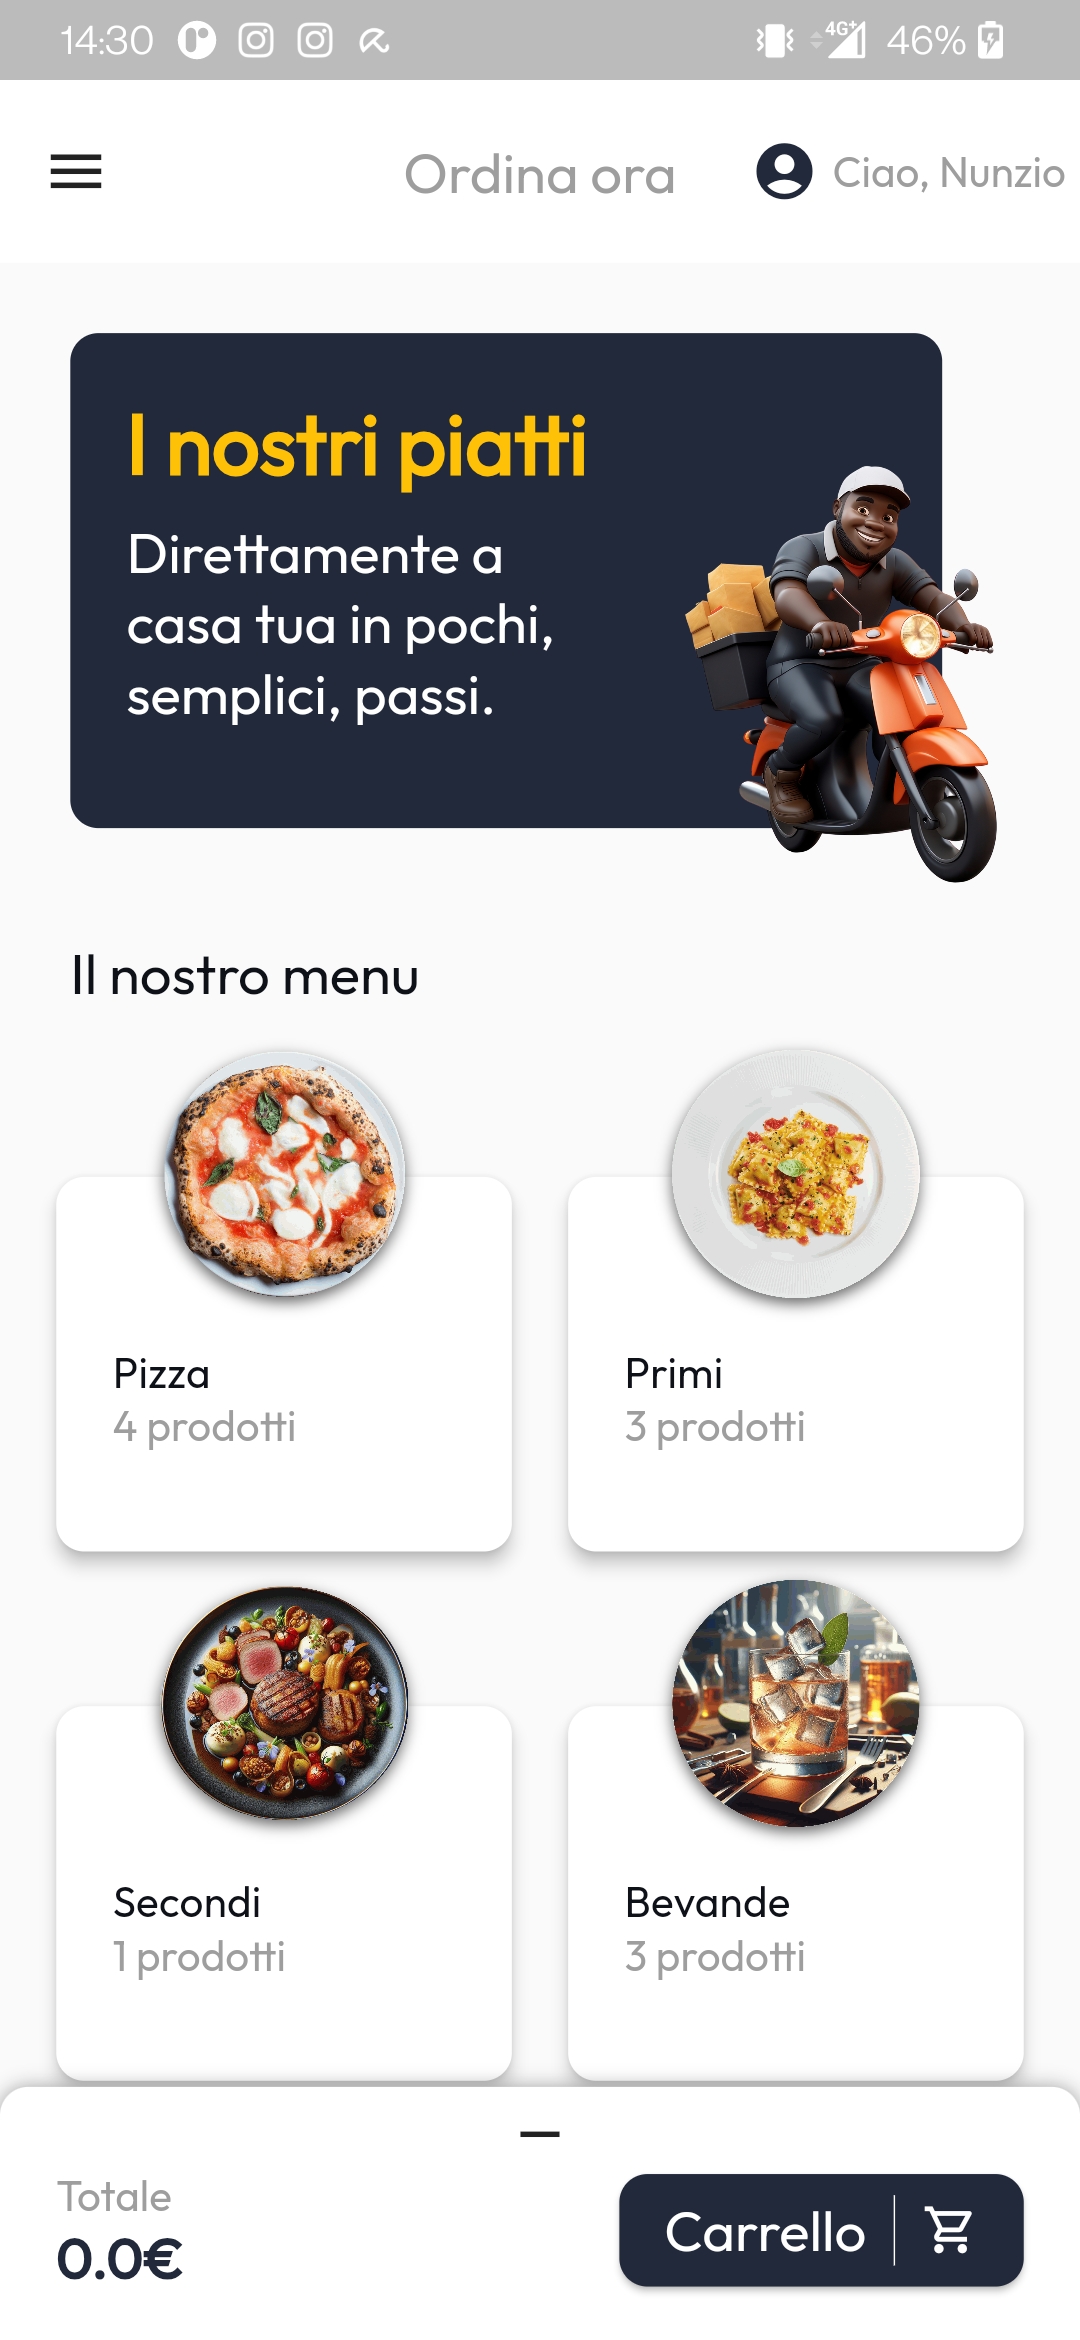 14:30
4G+ 46%
Ordina ora
Ciao, Nunzio
I nostri piatti
Direttamente a
casa tua in pochi,
semplici, passi.
Il nostro menu
Pizza
4 prodotti
Primi
3 prodotti
Secondi
1 prodotti
Bevande
3 prodotti
Totale
0.0€
Carrello